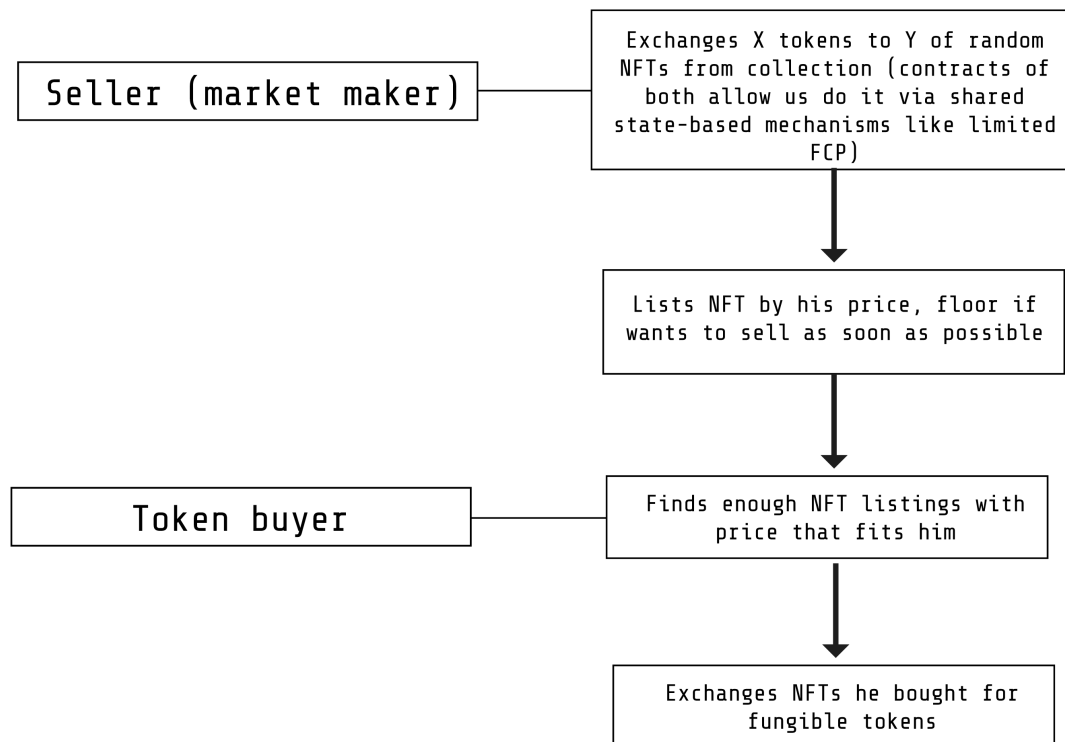 Seller (market maker)
Exchanges X tokens to Y of random
NFTs from collection (contracts of
both allow us do it via shared
state-based mechanisms like limited
FCP)
Lists NFT by his price, floor if
wants to sell as soon as possible
Token buyer
Finds enough NFT listings with
price that fits him
Exchanges NFTs he bought for
fungible tokens